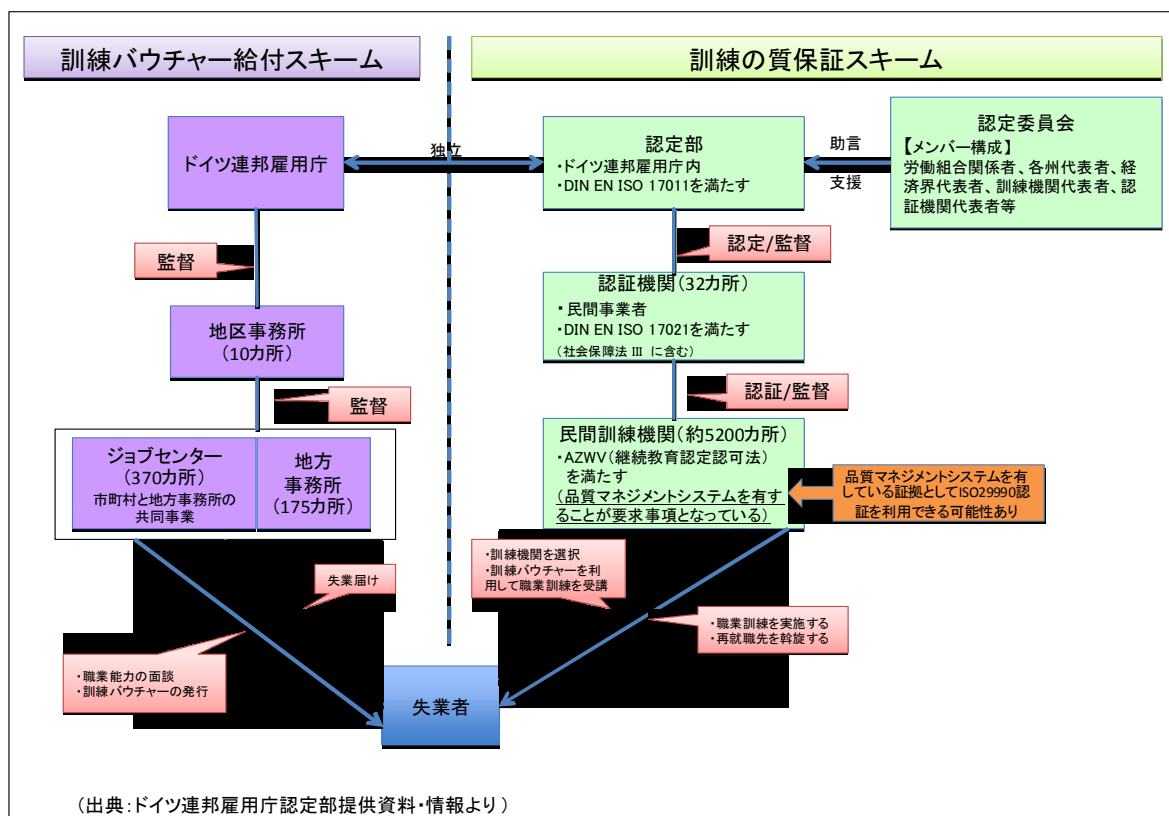 訓練バウチャー給付スキーム
訓練の質保証スキーム
ドイツ連邦雇用庁
独立
認定部
・ドイツ連邦雇用庁内
・DIN EN ISO 17011を満たす
助言
支援
認定委員会
【メンバー構成】
労働組合関係者、各州代表者、経
済界代表者、訓練機関代表者、認
証機関代表者等
監督
認定/監督
地区事務所
(10カ所)
認証機関(32カ所)
・民間事業者
・DIN EN ISO 17021を満たす
(社会保障法 III に含む)
監督
認証/監督
ジョブセンター
(370カ所)
市町村と地方事務所の
共同事業
地方
事務所
(175カ所)
民間訓練機関(約5200カ所)
・AZWV(継続教育認定認可法)
を満たす
(品質マネジメントシステムを有す
ることが要求事項となっている)
品質マネジメントシステムを有
している証拠としてISO29990認
証を利用できる可能性あり
失業届け
・訓練機関を選択
・訓練バウチャーを利
用して職業訓練を受講
・職業訓練を実施する
・再就職先を斡旋する
・職業能力の面談
・訓練バウチャーの発行
失業者
(出典:ドイツ連邦雇用庁認定部提供資料・情報より)